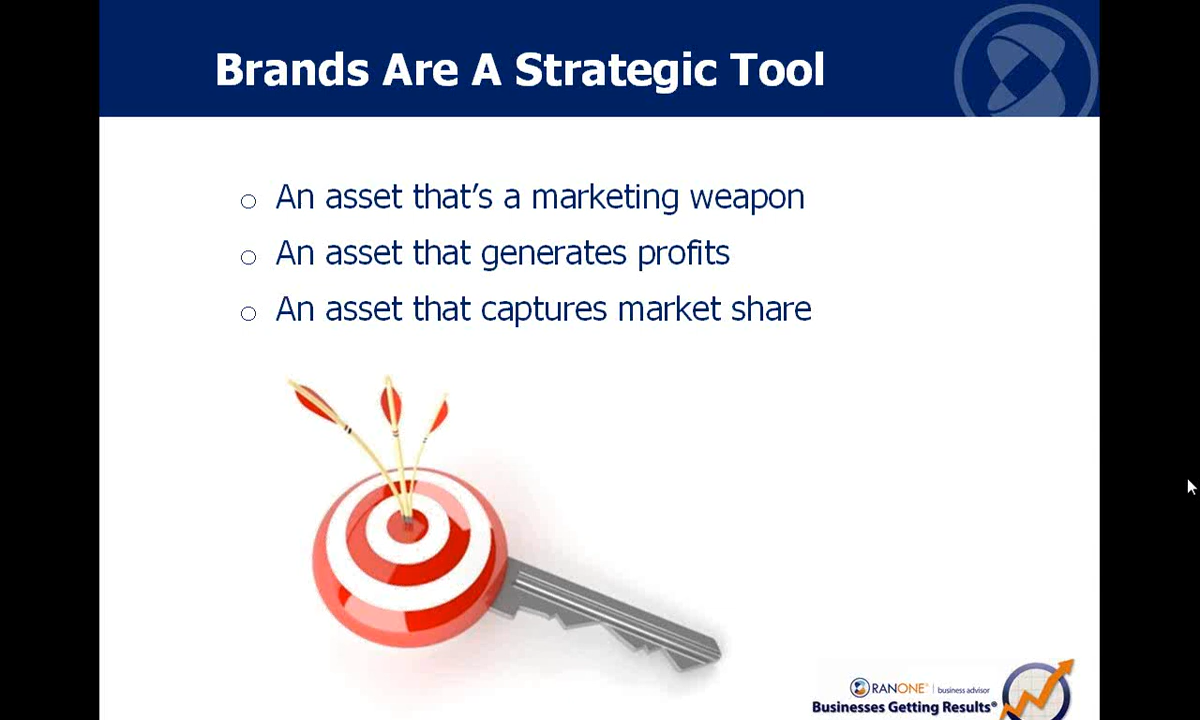 Brands Are A Strategic Tool
An asset that's a marketing weapon
An asset that generates profits
An asset that captures market share
RANONE® | business advisor
Businesses Getting Results®